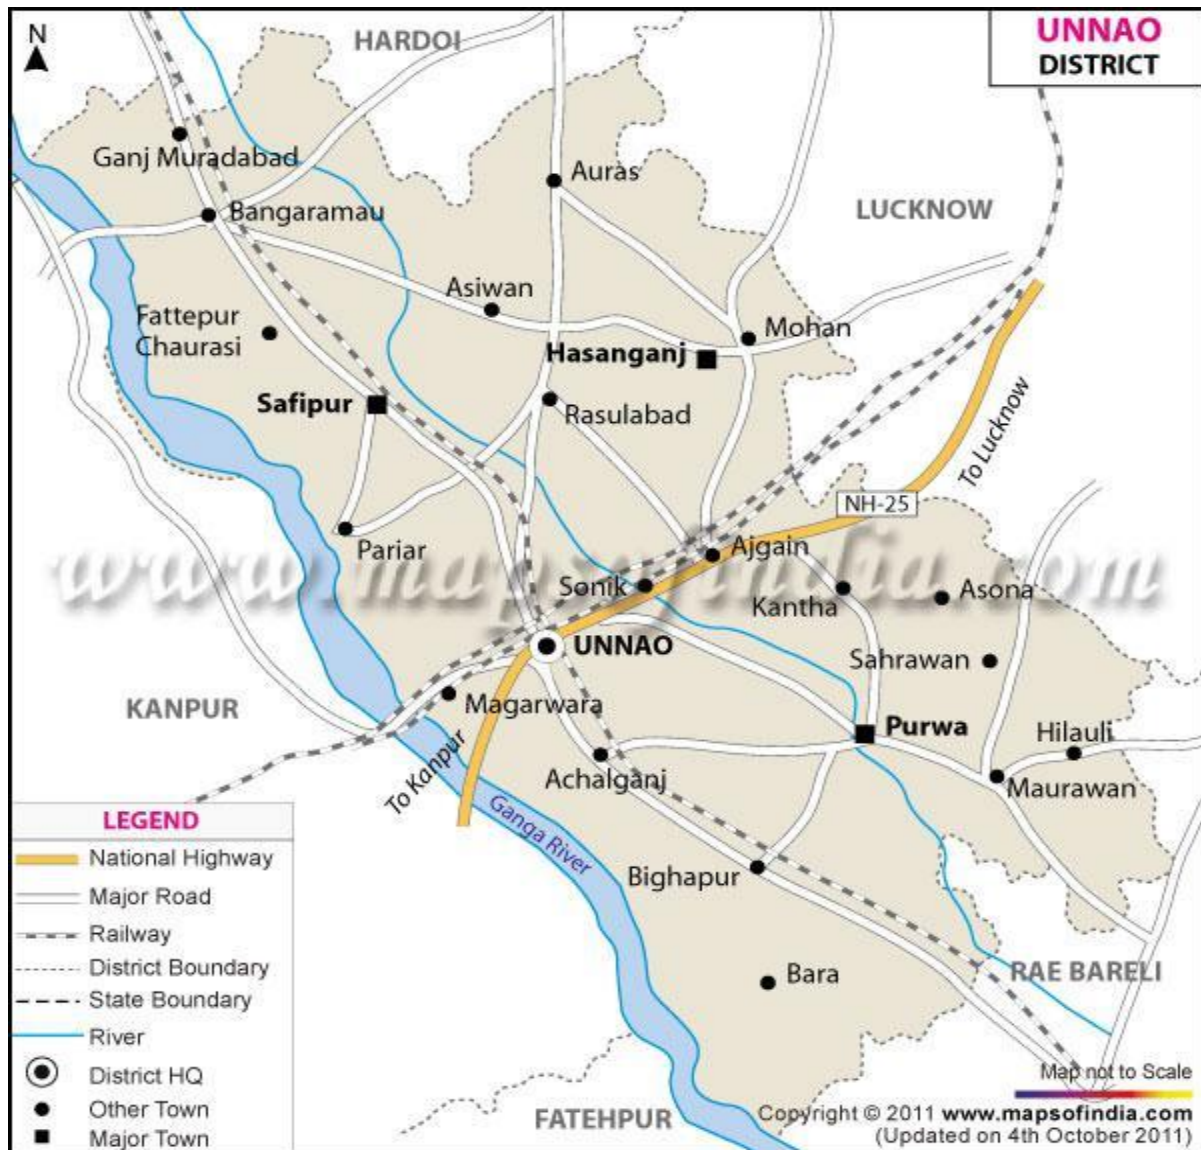 N
HARDOI
UNNAO
DISTRICT
Ganj Muradabad
Auras
Bangaramau
LUCKNOW
Asiwan
Fattepur
Chaurasi
Mohan
Hasanganj
Safipur
Rasulabad
To Lucknow
NH-25
Pariar
Ajgain
www.mapsofindia.com
Sonik
Kantha
Asona
UNNAO
Sahrawan
KANPUR
Magarwara
Purwa
Hilauli
To Kanpur
Achalganj
Maurawan
Ganga River
Bighapur
Bara
RAE BARELI
FATEHPUR
LEGEND
National Highway
Major Road
Railway
District Boundary
State Boundary
River
District HQ
Other Town
Major Town
Map not to Scale
Copyright © 2011 www.mapsofindia.com
(Updated on 4th October 2011)